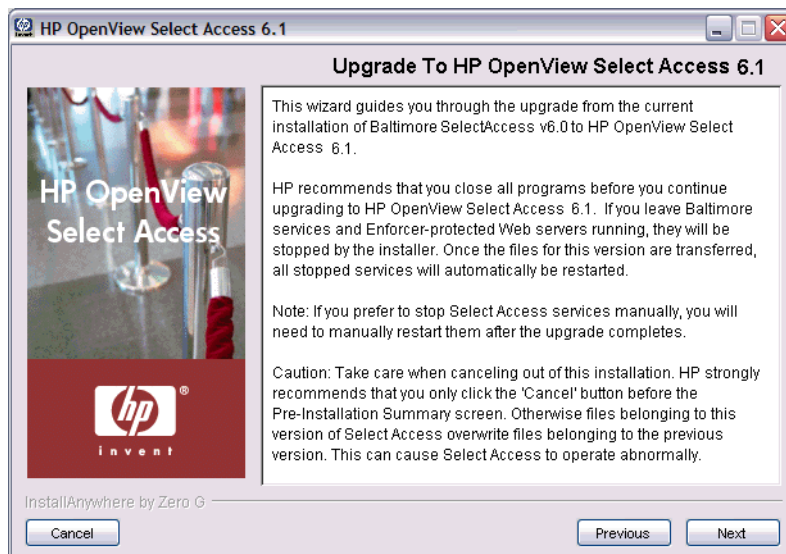 HP OpenView Select Access 6.1
Upgrade To HP OpenView Select Access 6.1
HP OpenView
Select Access
hp
®
invent
This wizard guides you through the upgrade from the current
installation of Baltimore SelectAccess v6.0 to HP OpenView Select
Access 6.1.
HP recommends that you close all programs before you continue
upgrading to HP OpenView Select Access 6.1. If you leave Baltimore
services and Enforcer-protected Web servers running, they will be
stopped by the installer. Once the files for this version are transferred,
all stopped services will automatically be restarted.
Note: If you prefer to stop Select Access services manually, you will
need to manually restart them after the upgrade completes.
Caution: Take care when canceling out of this installation. HP strongly
recommends that you only click the 'Cancel' button before the
Pre-Installation Summary screen. Otherwise files belonging to this
version of Select Access overwrite files belonging to the previous
version. This can cause Select Access to operate abnormally.
InstallAnywhere by Zero G
Cancel
Previous
Next